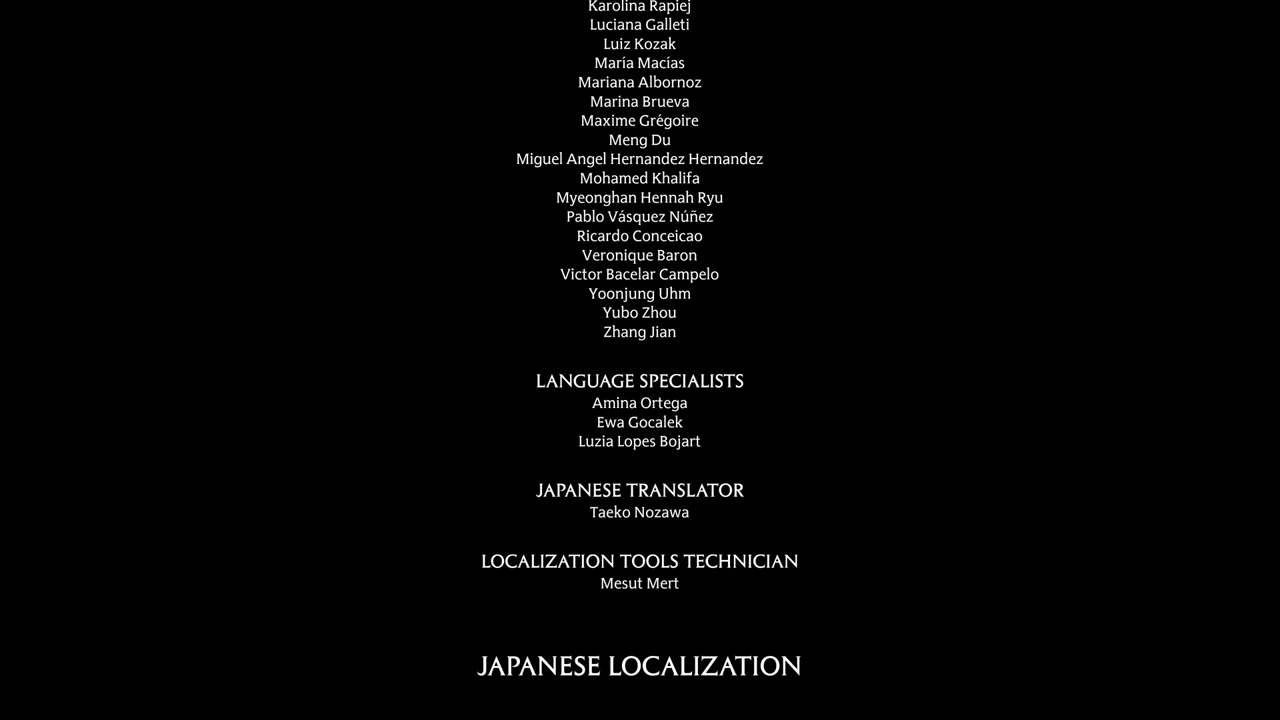 Karolina Rapiej
Luciana Galleti
Luiz Kozak
María Macías
Mariana Albornoz
Marina Brueva
Maxime Grégoire
Meng Du
Miguel Angel Hernandez Hernandez
Mohamed Khalifa
Myeonghan Hennah Ryu
Pablo Vásquez Núñez
Ricardo Conceicao
Veronique Baron
Victor Bacelar Campelo
Yoonjung Uhm
Yubo Zhou
Zhang Jian
LANGUAGE SPECIALISTS
Amina Ortega
Ewa Gocalek
Luzia Lopes Bojart
JAPANESE TRANSLATOR
Taeko Nozawa
LOCALIZATION TOOLS TECHNICIAN
Mesut Mert
JAPANESE LOCALIZATION